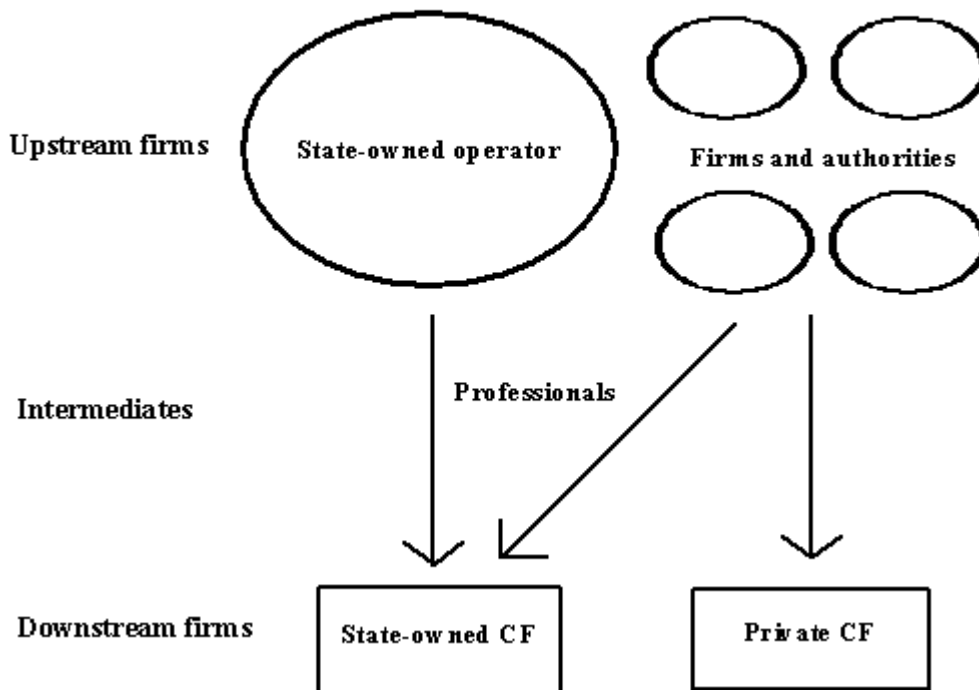 Upstream firms
State-owned operator
Firms and authorities
Intermediates
Professionals
Downstream firms
State-owned CF
Private CF